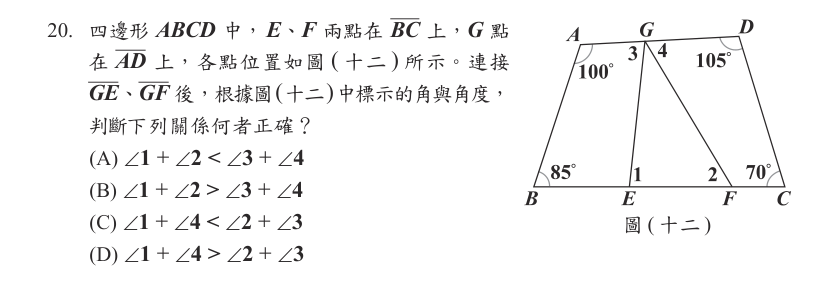 20. 四邊形 ABCD 中，E、F 兩點在 BC 上，G 點
在 AD 上，各點位置如圖(十二)所示。連接
GE、GF 後，根據圖(十二)中標示的角與角度，
判斷下列關係何者正確？
(A) ∠1 + ∠2 < ∠3 + ∠4
(B) ∠1 + ∠2 > ∠3 + ∠4
(C) ∠1 + ∠4 < ∠2 + ∠3
(D) ∠1 + ∠4 > ∠2 + ∠3
A G D
100° 3 4 105°
85° 1 2 70°
B E F C
圖(十二)